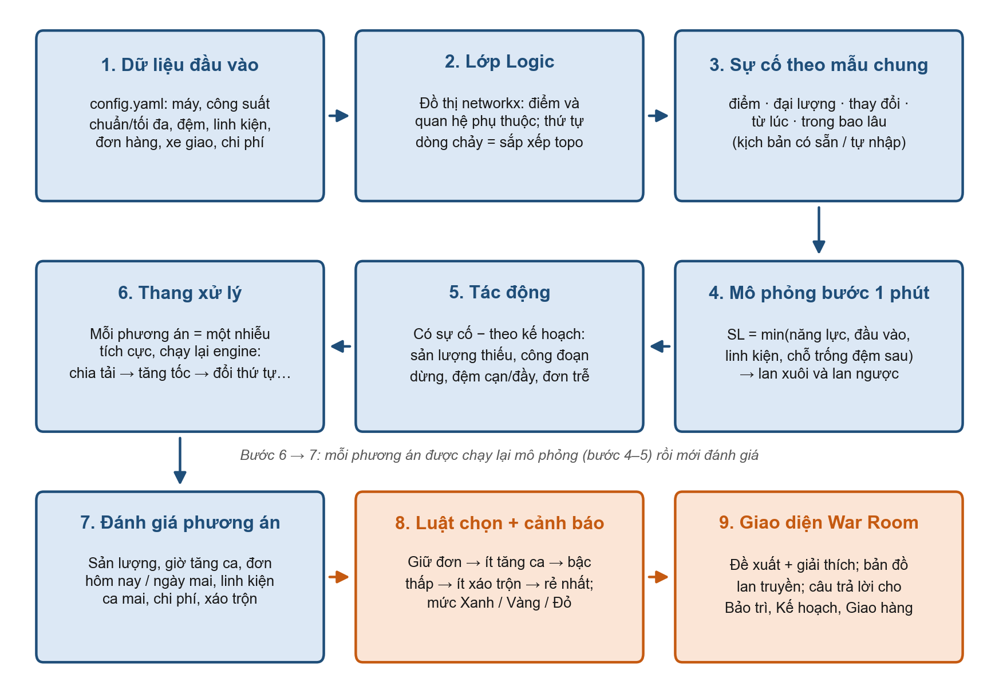 1. Dữ liệu đầu vào
config.yaml: máy, công suất
chuẩn/tối đa, đệm, linh kiện,
đơn hàng, xe giao, chi phí
2. Lớp Logic
Đồ thị networkx: điểm và
quan hệ phụ thuộc; thứ tự
dòng chảy = sắp xếp topo
3. Sự cố theo mẫu chung
điểm · đại lượng · thay đổi ·
từ lúc · trong bao lâu
(kịch bản có sẵn / tự nhập)
4. Mô phỏng bước 1 phút
SL = min(năng lực, đầu vào,
linh kiện, chỗ trống đệm sau)
→ lan xuôi và lan ngược
5. Tác động
Có sự cố − theo kế hoạch:
sản lượng thiếu, công đoạn
dừng, đệm cạn/đầy, đơn trễ
6. Thang xử lý
Mỗi phương án = một nhiễu
tích cực, chạy lại engine:
chia tải → tăng tốc → đổi thứ tự…
Bước 6 → 7: mỗi phương án được chạy lại mô phỏng (bước 4–5) rồi mới đánh giá
7. Đánh giá phương án
Sản lượng, giờ tăng ca, đơn
hôm nay / ngày mai, linh kiện
ca mai, chi phí, xáo trộn
8. Luật chọn + cảnh báo
Giữ đơn → ít tăng ca → bậc
thấp → ít xáo trộn → rẻ nhất;
mức Xanh / Vàng / Đỏ
9. Giao diện War Room
Đề xuất + giải thích; bản đồ
lan truyền; câu trả lời cho
Bảo trì, Kế hoạch, Giao hàng